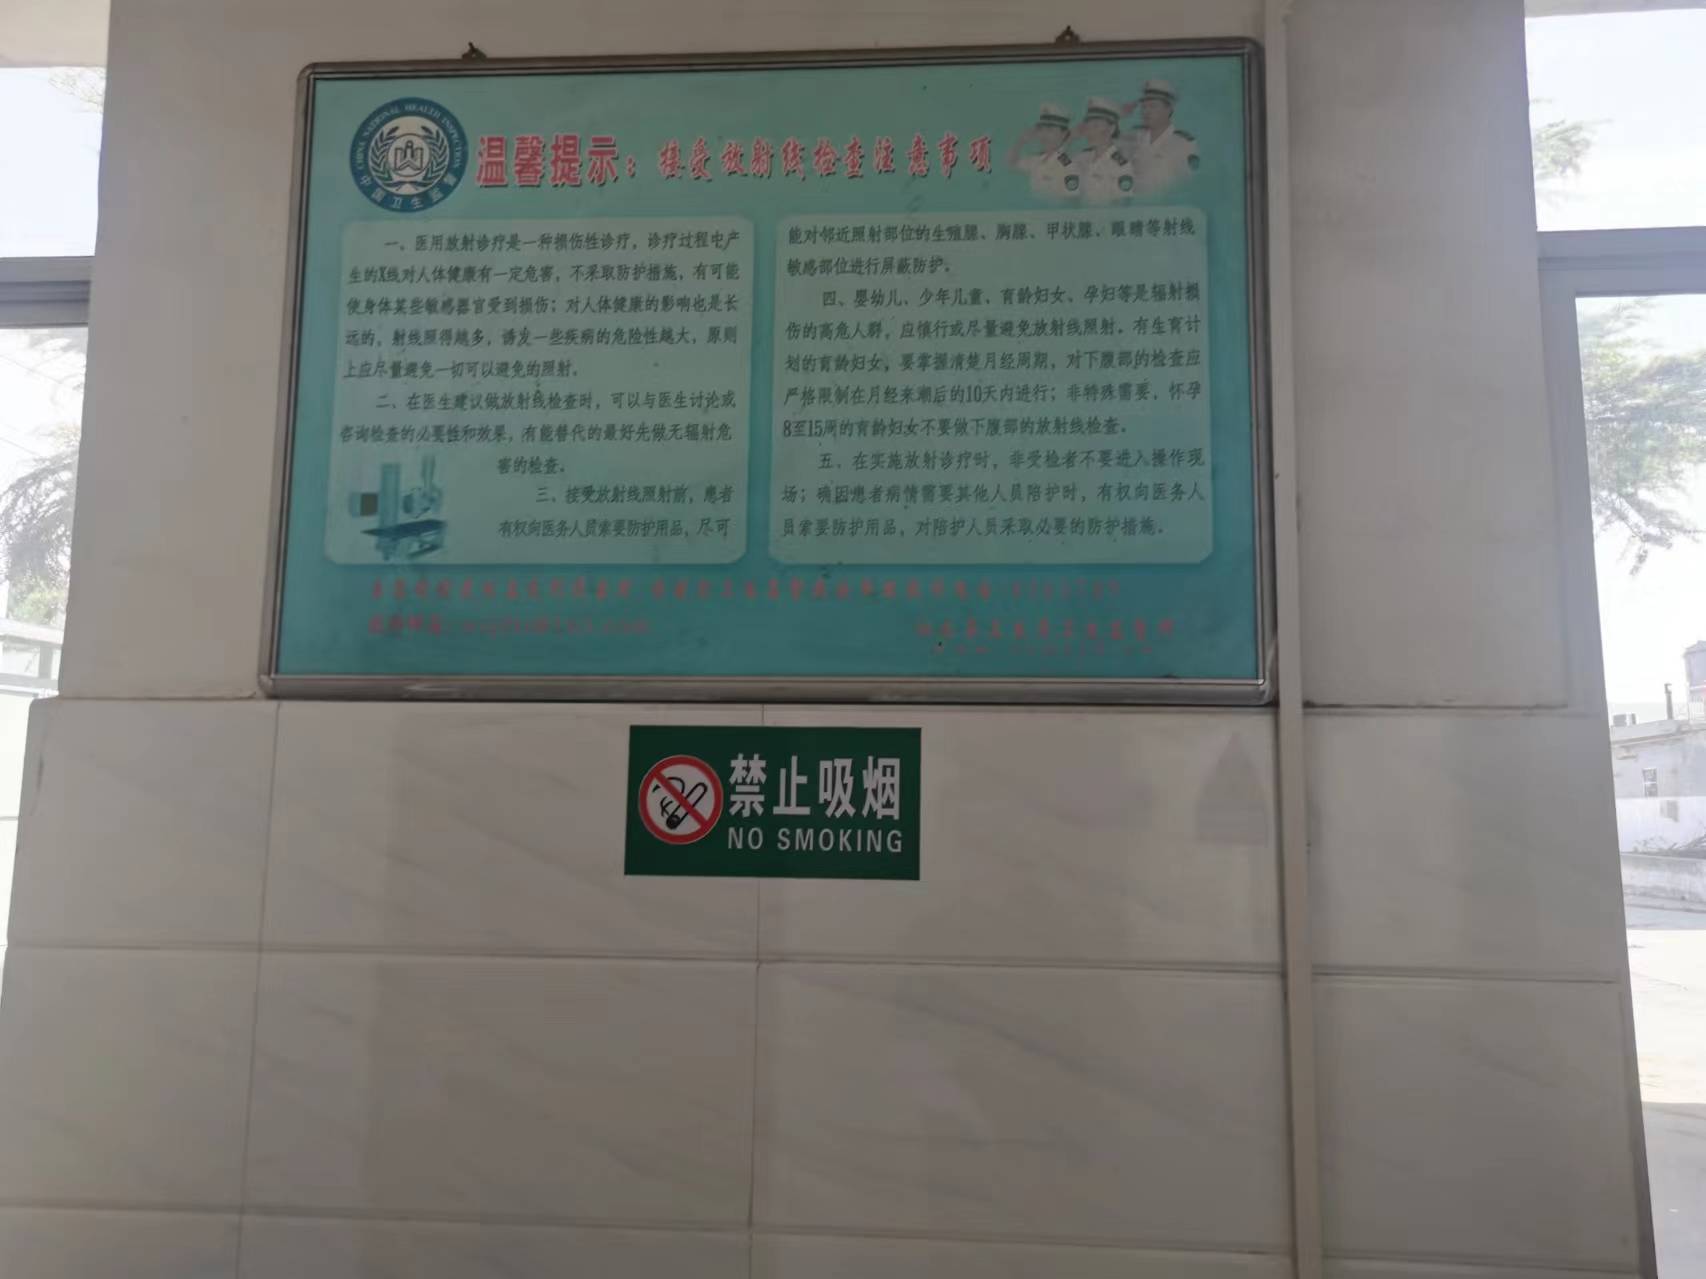 CHINA NATIONAL HEALTH INSPECTION
中国卫生监督
温馨提示：接受放射线检查注意事项
一、医用放射诊疗是一种损伤性诊疗，诊疗过程中产
生的X线对人体健康有一定危害，不采取防护措施，有可能
使身体某些敏感器官受到损伤；对人体健康的影响也是长
远的，射线照得越多，诱发一些疾病的危险性越大，原则
上应尽量避免一切可以避免的照射。
二、在医生建议做放射线检查时，可以与医生讨论或
咨询检查的必要性和效果，有能替代的最好先做无辐射危
害的检查。
三、接受放射线照射前，患者
有权向医务人员索要防护用品，尽可
能对邻近照射部位的生殖腺、胸腺、甲状腺、眼睛等射线
敏感部位进行屏蔽防护。
四、婴幼儿、少年儿童、育龄妇女、孕妇等是辐射损
伤的高危人群，应慎行或尽量避免放射线照射。有生育计
划的育龄妇女，要掌握清楚月经周期，对下腹部的检查应
严格限制在月经来潮后的10天内进行；非特殊需要，怀孕
8至15周的育龄妇女不要做下腹部的放射线检查。
五、在实施放射诊疗时，非受检者不要进入操作现
场；确因患者病情需要其他人员陪护时，有权向医务人
员索要防护用品，对陪护人员采取必要的防护措施。
禁止吸烟
NO SMOKING